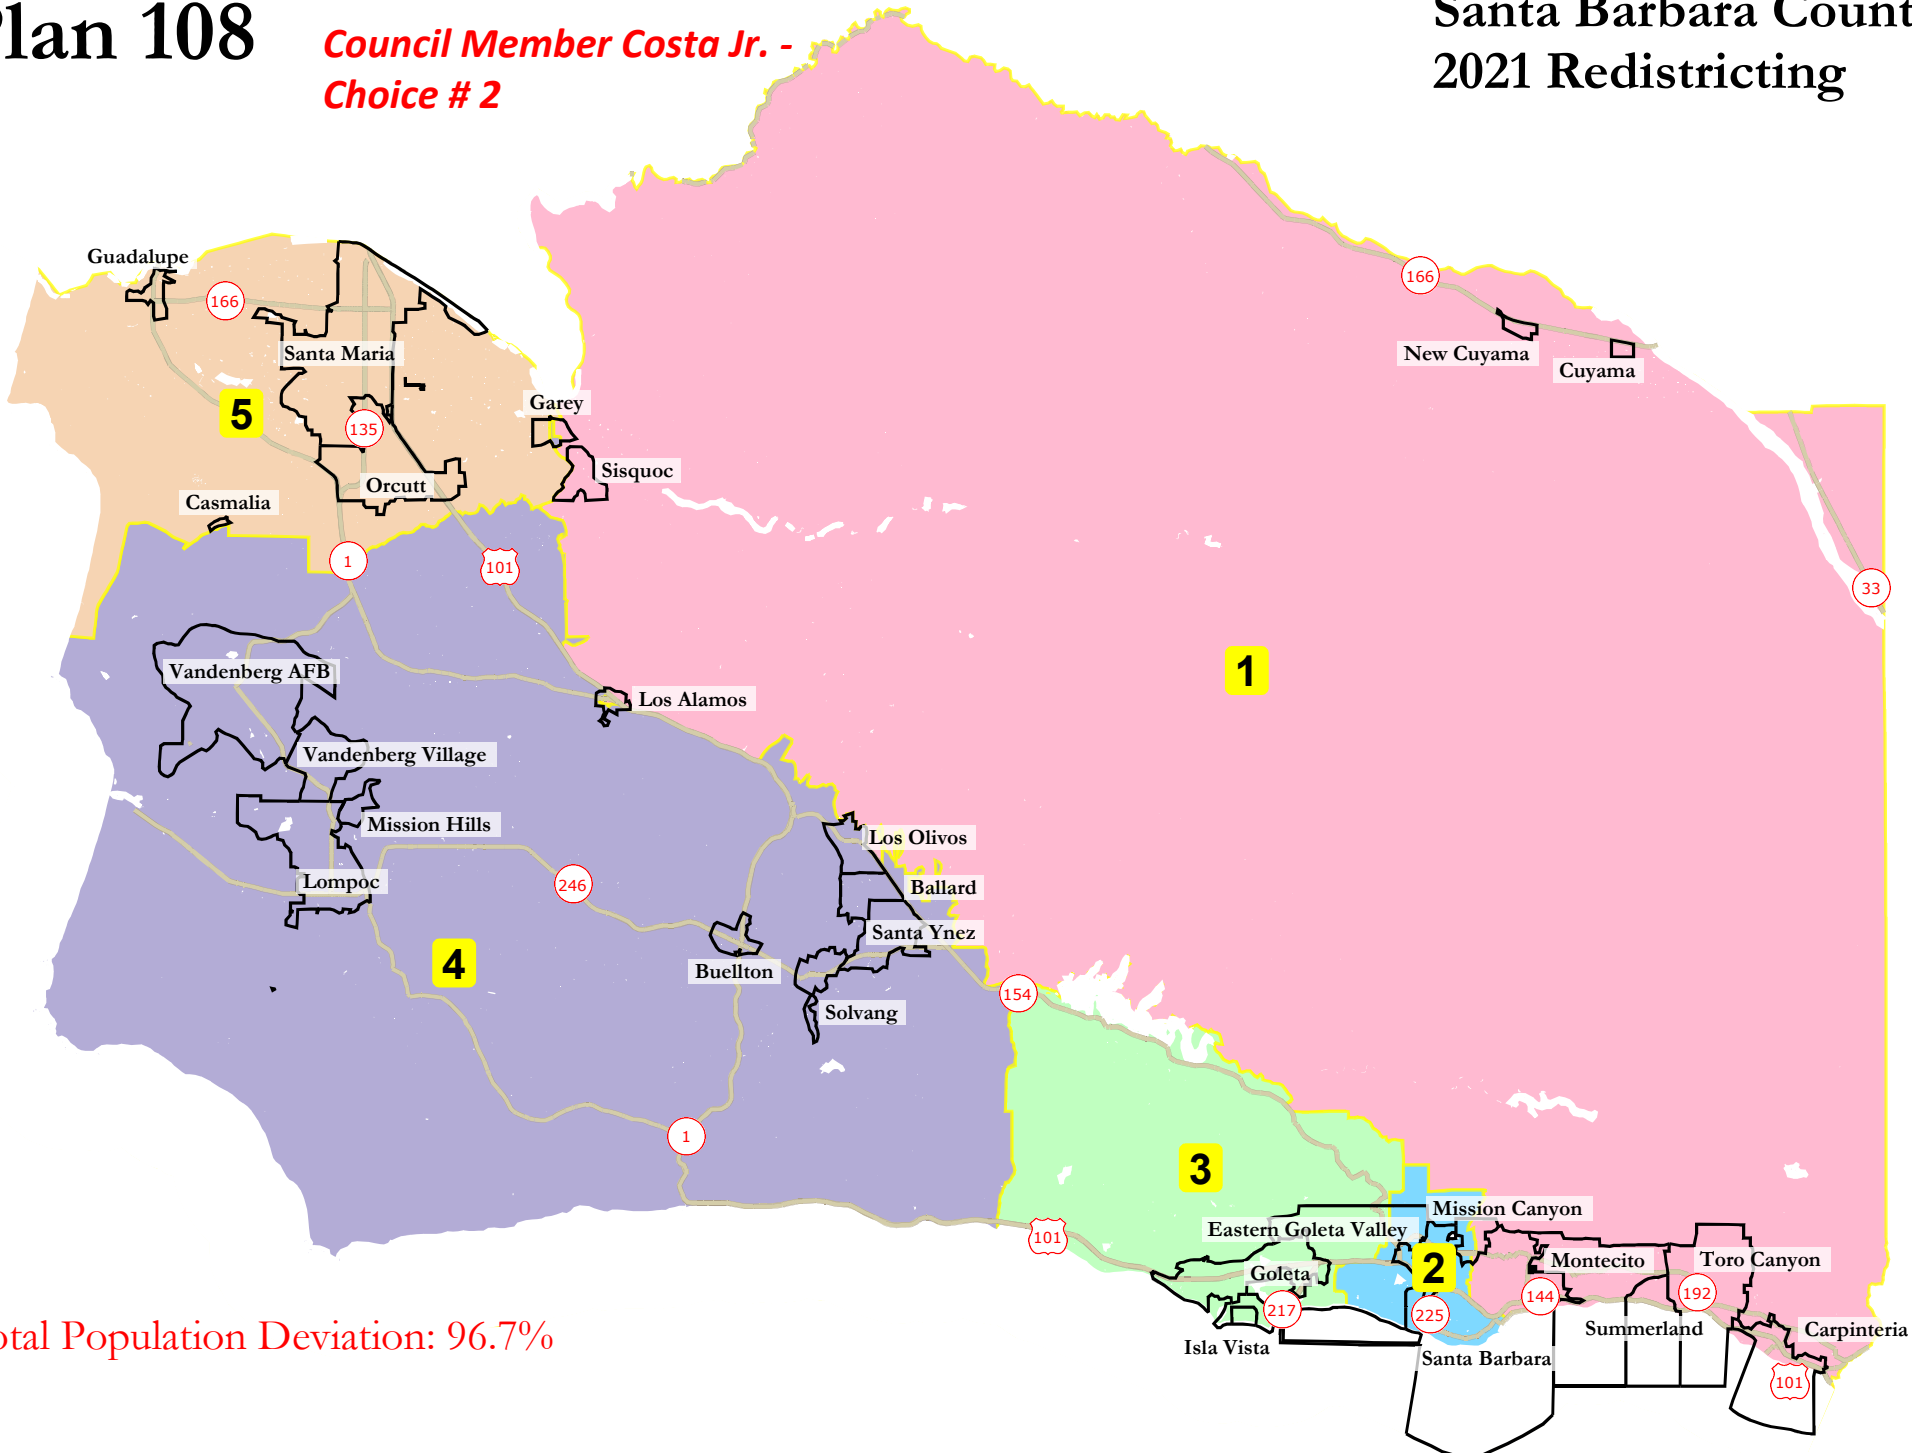 Plan 108
Council Member Costa Jr. -
Choice # 2
Santa Barbara Count
2021 Redistricting
Guadalupe
166
Santa Maria
5
135
Orcutt
Casmalia
Garey
Sisquoc
1
101
166
New Cuyama
Cuyama
33
1
Vandenberg AFB
Los Alamos
Vandenberg Village
Mission Hills
Lompoc
246
4
Los Olivos
Ballard
Santa Ynez
Buellton
Solvang
154
1
3
101
Mission Canyon
Eastern Goleta Valley
Goleta
2
Montecito
Toro Canyon
217
225
144
192
Isla Vista
Santa Barbara
Summerland
Carpinteria
101
otal Population Deviation: 96.7%